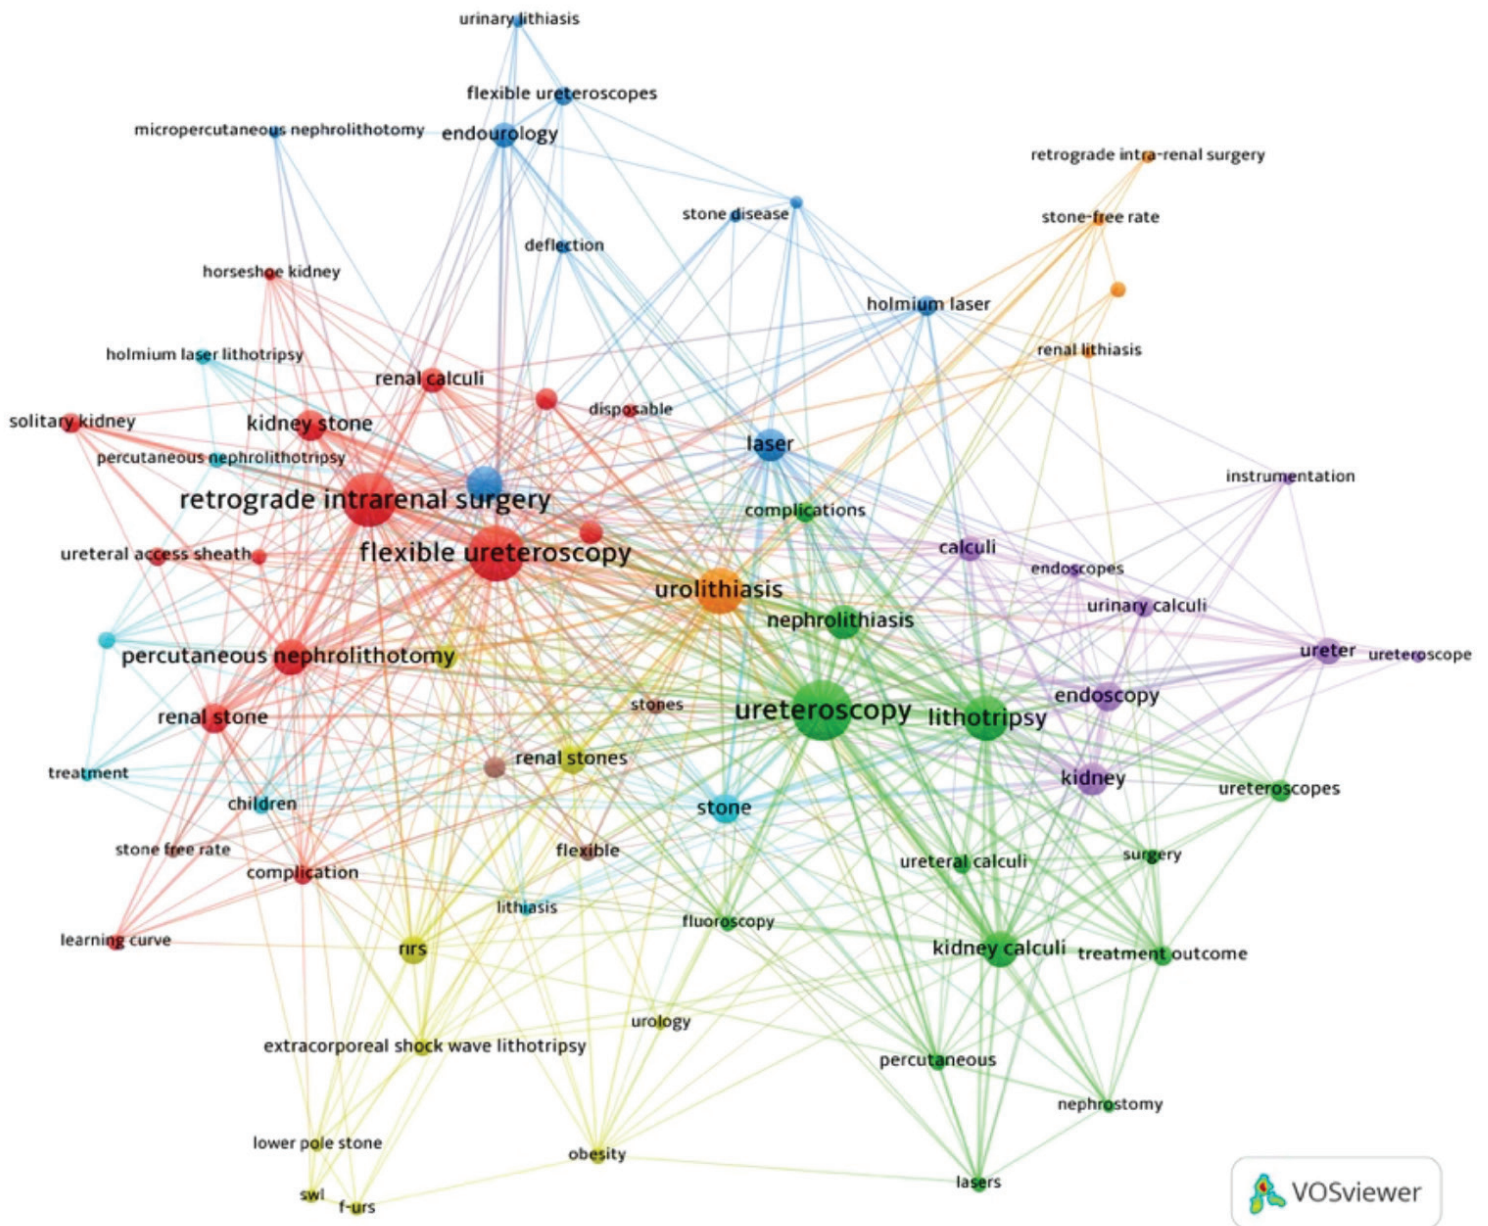 urinary lithiasis
flexible ureteroscopes
micropercutaneous nephrolithotomy
endourology
retrograde intra-renal surgery
stone disease
stone-free rate
deflection
horseshoe kidney
holmium laser
renal lithiasis
holmium laser lithotripsy
renal calculi
disposable
solitary kidney
kidney stone
laser
percutaneous nephrolithotripsy
instrumentation
retrograde intrarenal surgery
complications
ureteral access sheath
flexible ureteroscopy
calculi
endoscopes
urolithiasis
urinary calculi
nephrolithiasis
percutaneous nephrolithotomy
ureter
ureteroscope
endoscopy
stones
renal stone
ureteroscopy
lithotripsy
renal stones
treatment
kidney
ureteroscopes
children
stone
stone free rate
flexible
surgery
ureteral calculi
complication
lithiasis
fluoroscopy
learning curve
rırs
kidney calculi
treatment outcome
urology
extracorporeal shock wave lithotripsy
percutaneous
nephrostomy
lower pole stone
obesity
lasers
swl
f-urs
VOSviewer